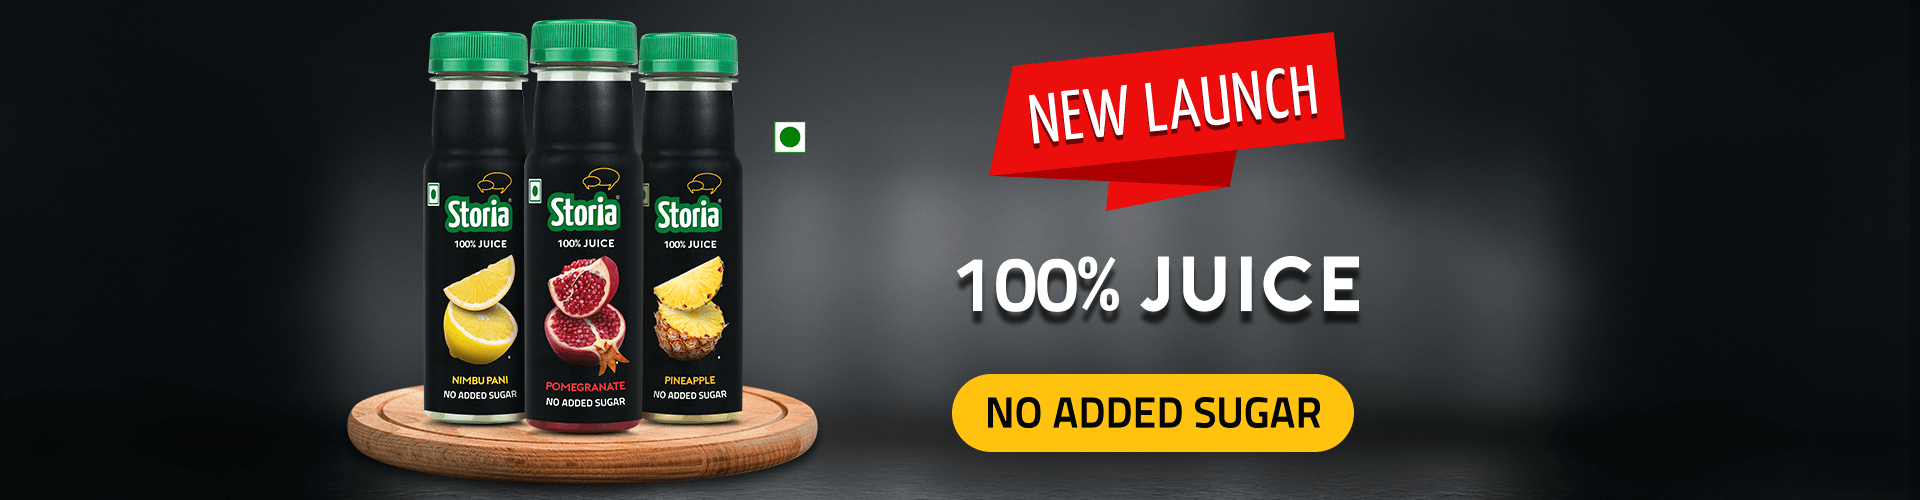 Storia
100% JUICE
NIMBU PANI
NO ADDED SUGAR
Storia
100% JUICE
POMEGRANATE
NO ADDED SUGAR
Storia
100% JUICE
PINEAPPLE
NO ADDED SUGAR
NEW LAUNCH
100% JUICE
NO ADDED SUGAR